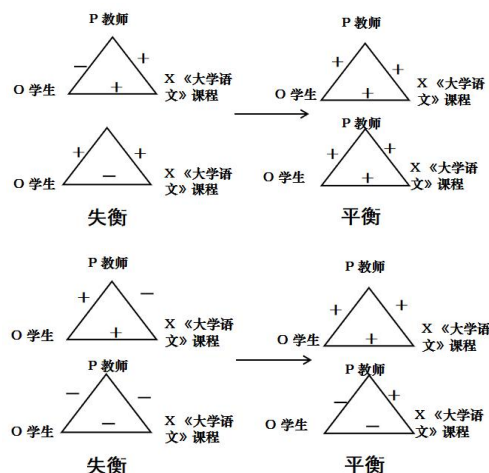 P 教师
O 学生
X 《大学语
文》课程
P 教师
O 学生
X 《大学语
文》课程
P 教师
O 学生
X 《大学语
文》课程
O 学生
X 《大学语
文》课程
失衡
平衡
P 教师
P 教师
O 学生
X 《大学语
文》课程
O 学生
X 《大学语
文》课程
P 教师
P 教师
O 学生
X 《大学语
文》课程
O 学生
X 《大学语
文》课程
失衡
平衡